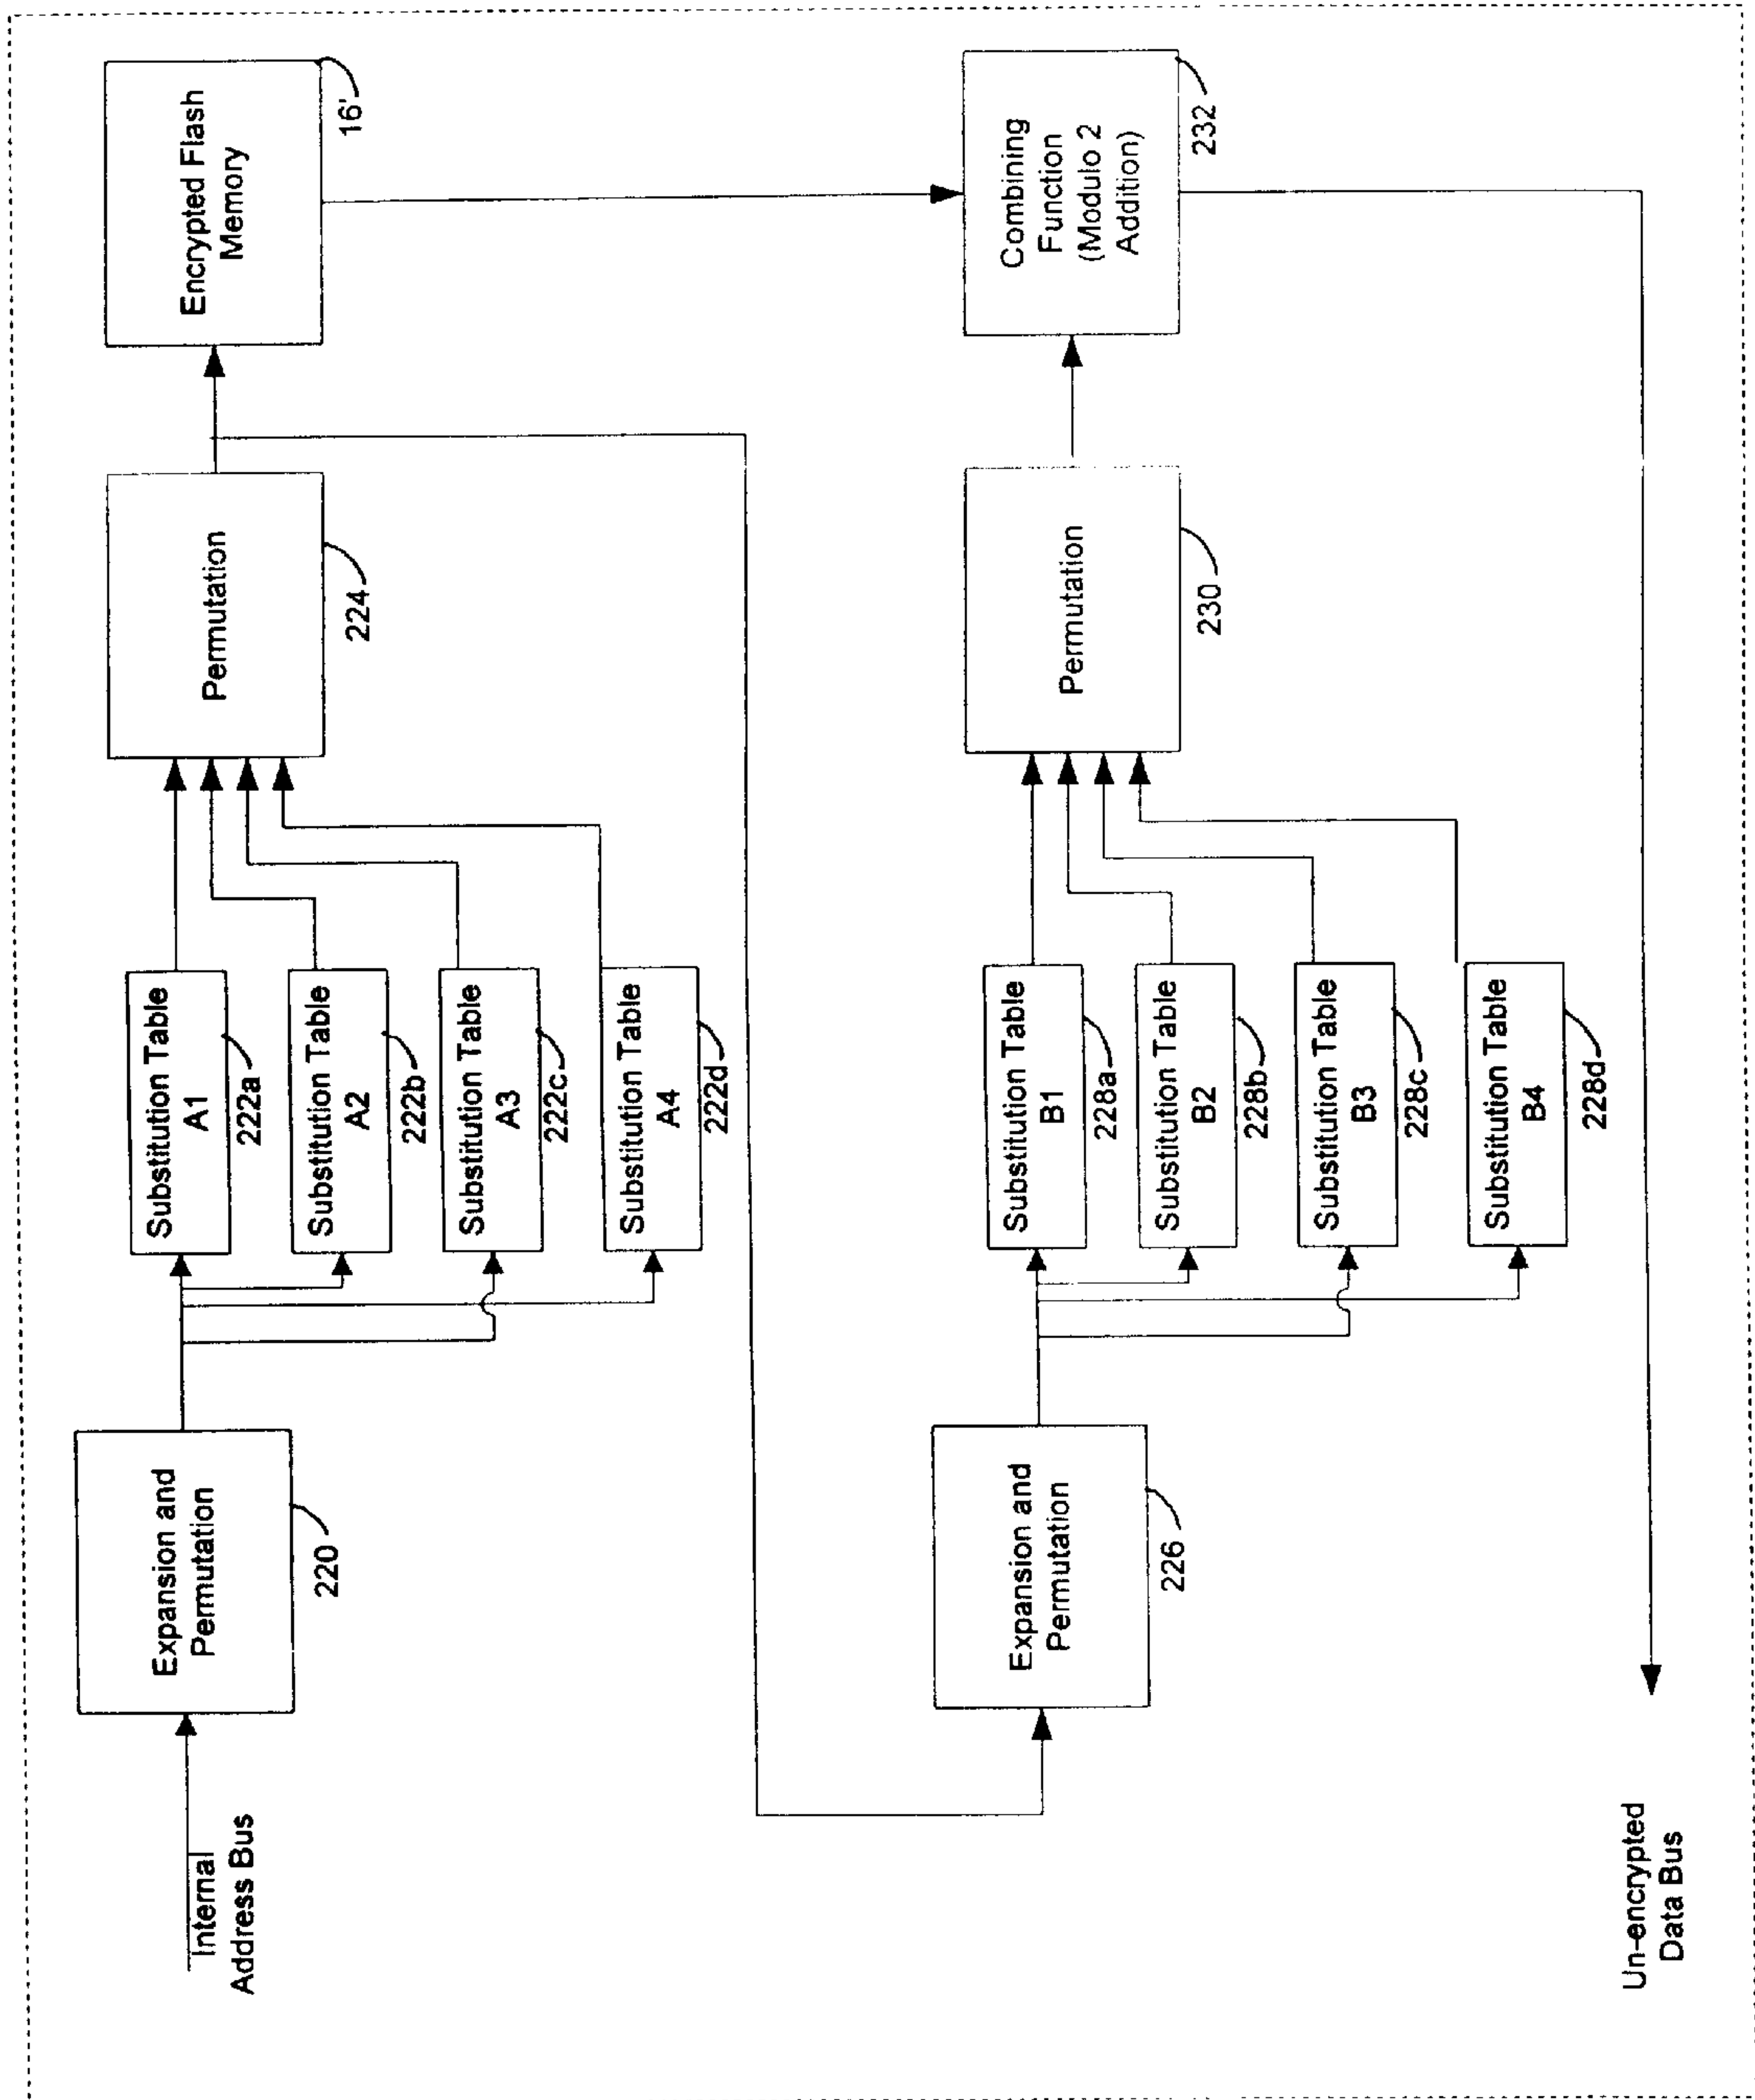 Internal
Address Bus
Expansion and
Permutation
220
Substitution Table
A1
222a
Substitution Table
A2
222b
Substitution Table
A3
222c
Substitution Table
A4
222d
Permutation
224
Encrypted Flash
Memory
16'
Expansion and
Permutation
226
Substitution Table
B1
228a
Substitution Table
B2
228b
Substitution Table
B3
228c
Substitution Table
B4
228d
Permutation
230
Combining
Function
(Modulo 2
Addition)
232
Un-encrypted
Data Bus